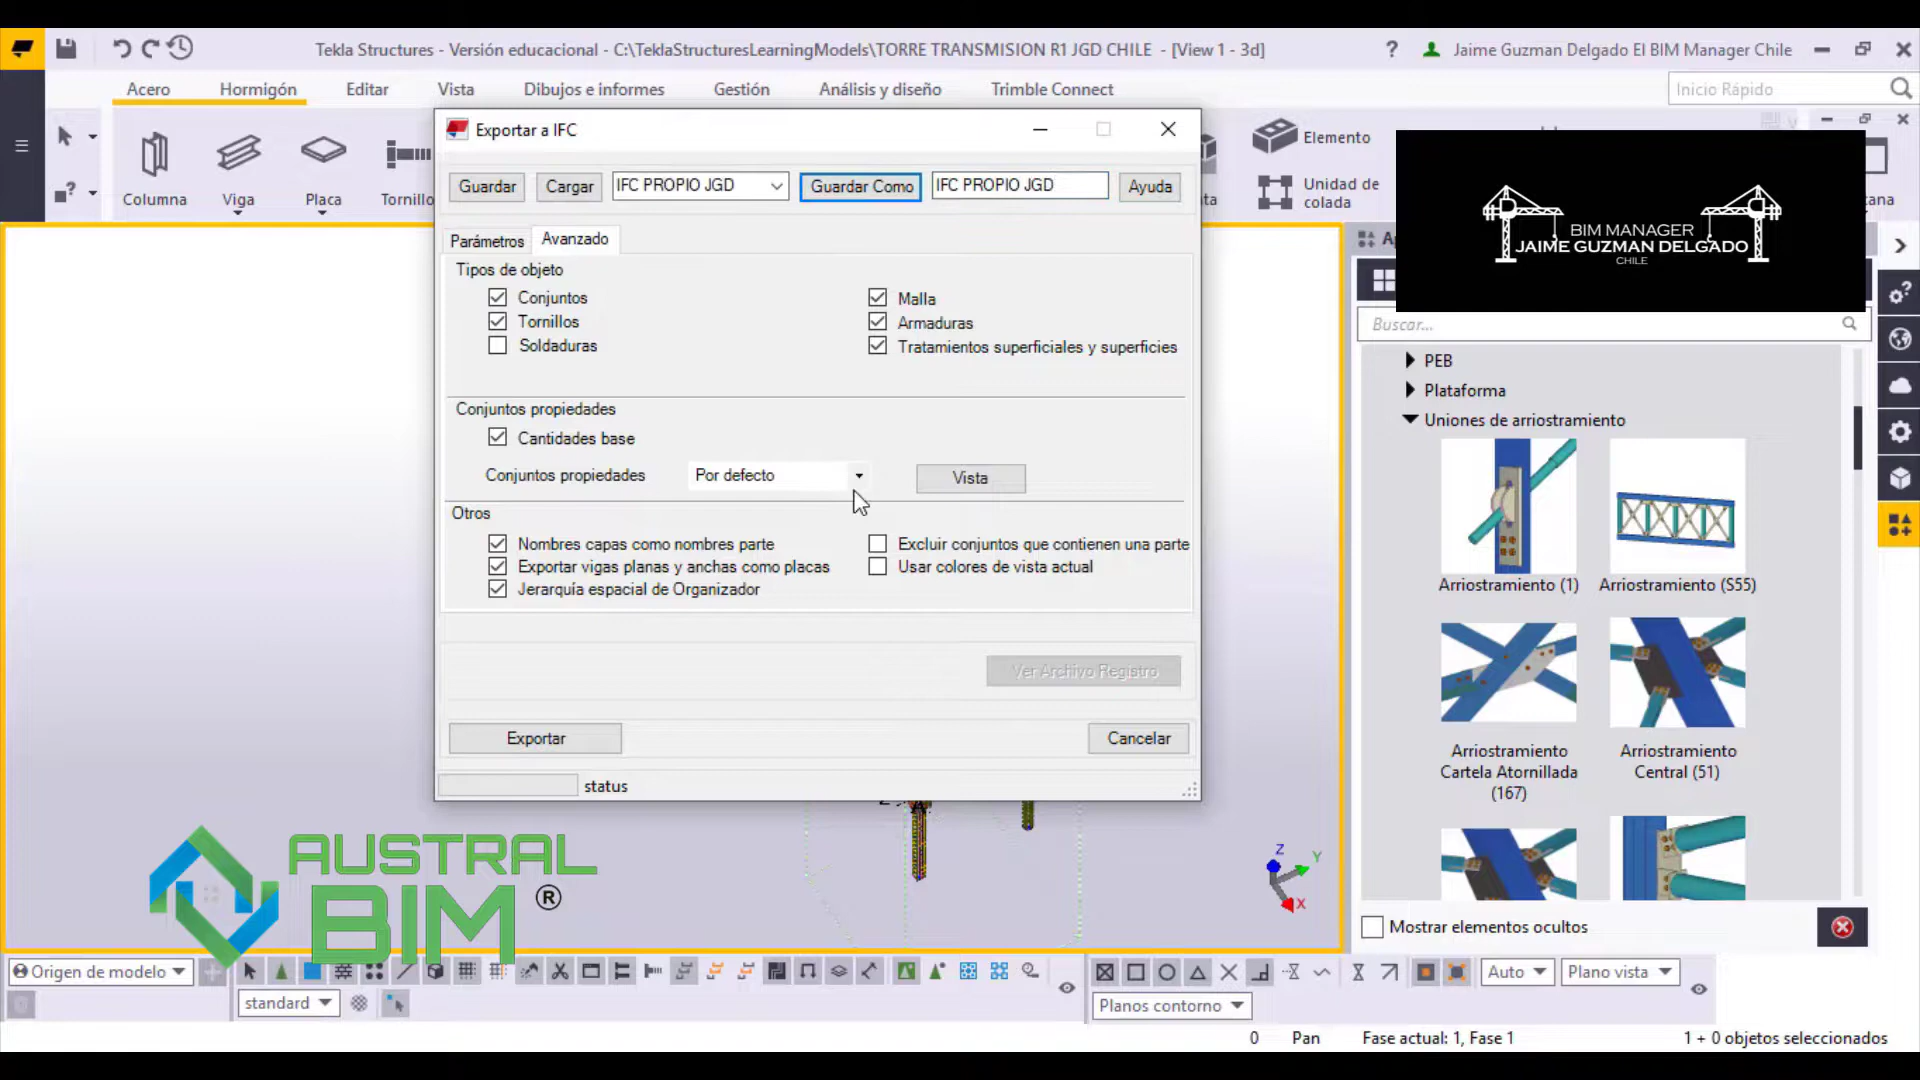 Tekla Structures - Versión educacional - C:\TeklaStructuresLearningModels\TORRE TRANSMISION R1 JGD CHILE - [View 1 - 3d]
? Jaime Guzman Delgado El BIM Manager Chile
Acero Hormigón Editar Vista Dibujos e informes Gestión Análisis y diseño Trimble Connect
Inicio Rápido
Columna Viga Placa Tornillo
Elemento
Unidad de
colada
BIM MANAGER
JAIME GUZMAN DELGADO
CHILE
Exportar a IFC
Guardar Cargar IFC PROPIO JGD Guardar Como IFC PROPIO JGD Ayuda
Parámetros Avanzado
Tipos de objeto
Conjuntos Malla
Tornillos Armaduras
Soldaduras Tratamientos superficiales y superficies
Conjuntos propiedades
Cantidades base
Conjuntos propiedades Por defecto Vista
Otros
Nombres capas como nombres parte Excluir conjuntos que contienen una parte
Exportar vigas planas y anchas como placas Usar colores de vista actual
Jerarquía espacial de Organizador
Ver Archivo Registro
Exportar Cancelar
status
Buscar...
PEB
Plataforma
Uniones de arriostramiento
Arriostramiento (1) Arriostramiento (S55)
Arriostramiento
Cartela Atornillada
(167)
Arriostramiento
Central (51)
Mostrar elementos ocultos
Z
Y
X
AUSTRAL
BIM ®
Origen de modelo
standard
Auto Plano vista
Planos contorno
0 Pan Fase actual: 1, Fase 1 1 + 0 objetos seleccionados